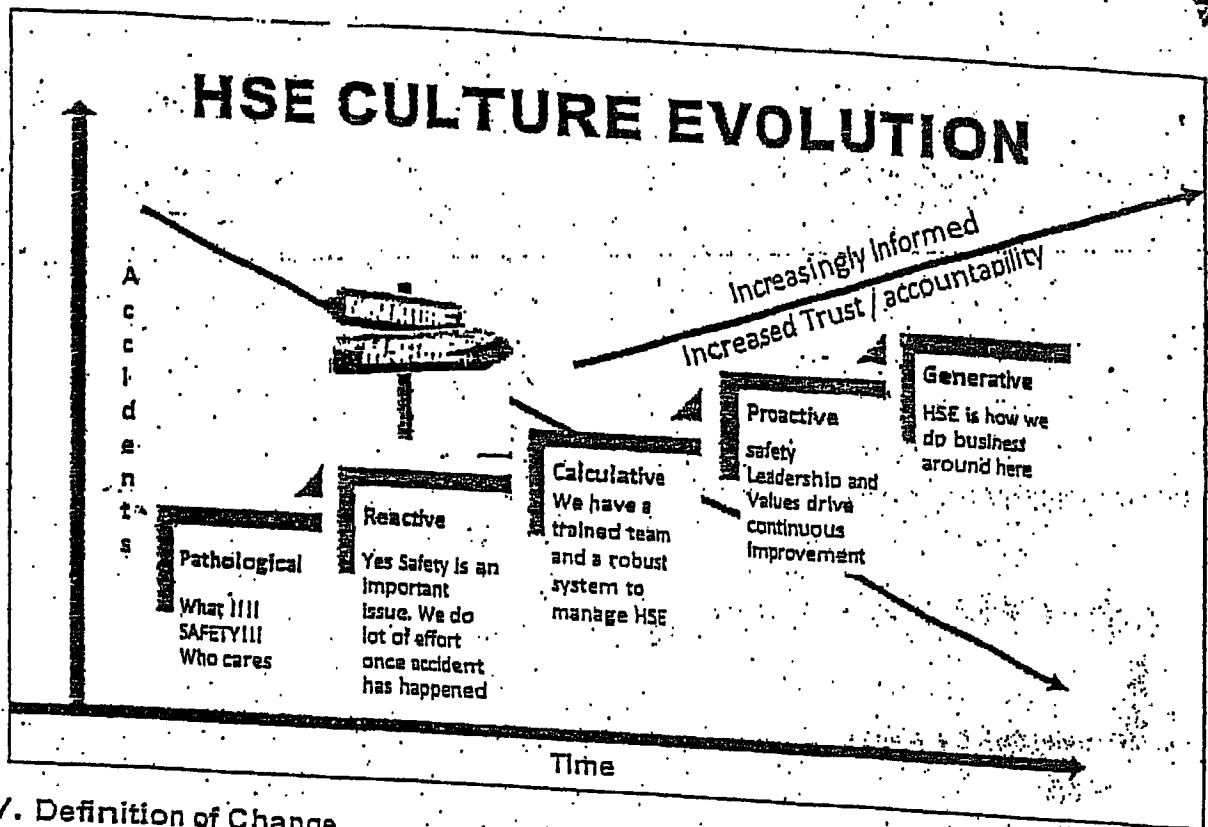 HSE CULTURE EVOLUTION
Accidents
Increasingly Informed
Increased Trust / accountability
Pathological
What !!!!
SAFETY!!!
Who cares
Reactive
Yes Safety is an
important
issue. We do
lot of effort
once accident
has happened
Calculative
We have a
trained team
and a robust
system to
manage HSE
Proactive
safety
Leadership and
Values drive
continuous
improvement
Generative
HSE is how we
do business
around here
Time
. Definition of Change